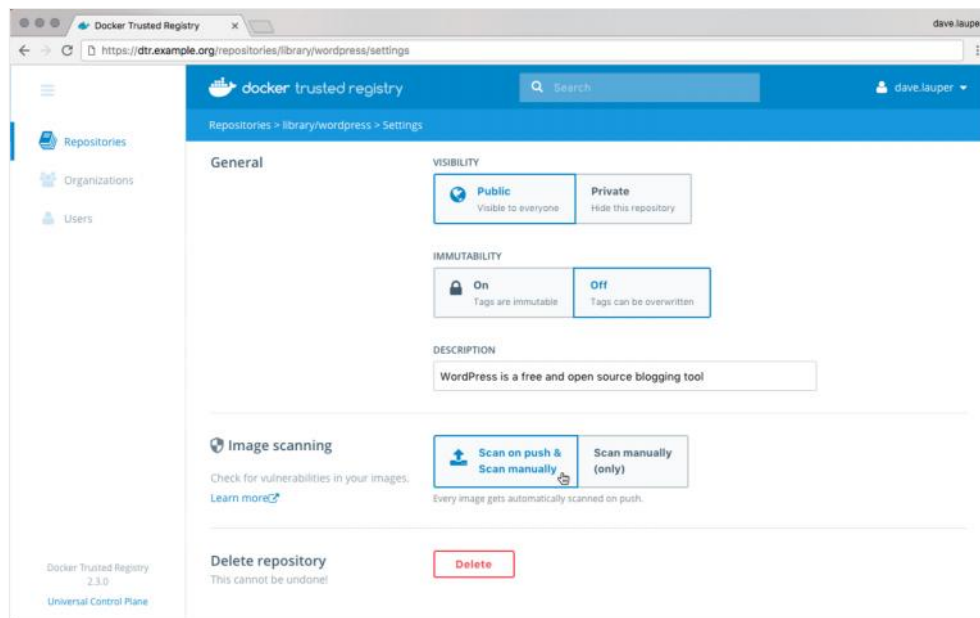 Docker Trusted Registry
dave.laupe
https://dtr.example.org/repositories/library/wordpress/settings
docker trusted registry
Search
dave.lauper
Repositories > library/wordpress > Settings
Repositories
Organizations
Users
General
VISIBILITY
Public
Visible to everyone
Private
Hide this repository
IMMUTABILITY
On
Tags are immutable
Off
Tags can be overwritten
DESCRIPTION
WordPress is a free and open source blogging tool
Image scanning
Check for vulnerabilities in your images.
Learn more
Scan on push &
Scan manually
Scan manually
(only)
Every image gets automatically scanned on push.
Delete repository
This cannot be undone!
Delete
Docker Trusted Registry
2.3.0
Universal Control Plane